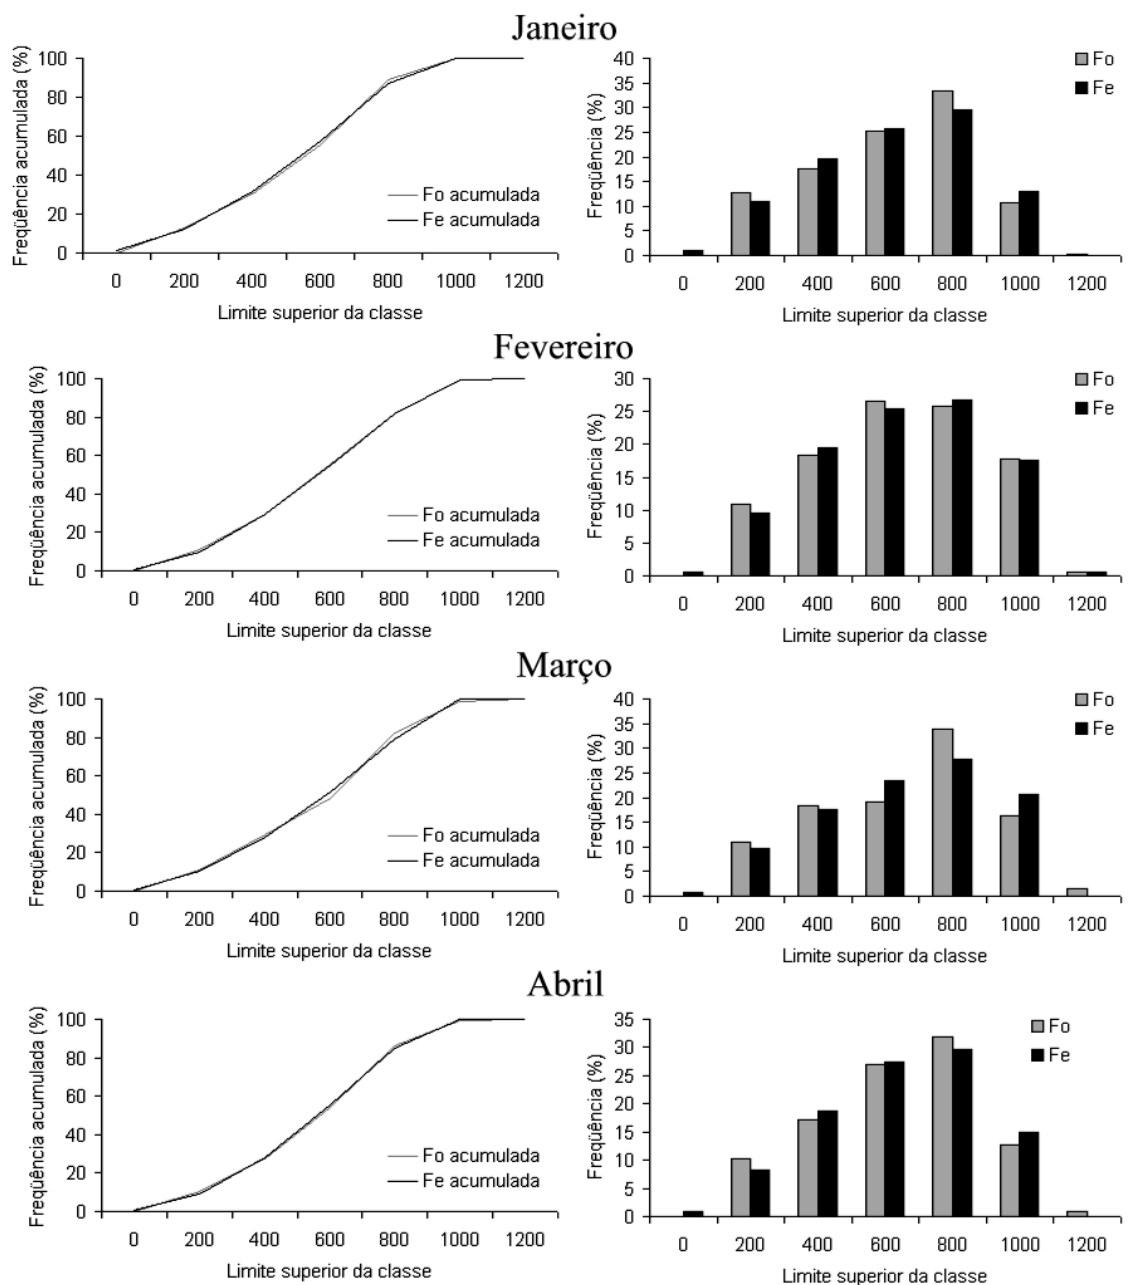 Janeiro
Freqüência acumulada (%)
100
80
60
40
20
0
Fo acumulada
Fe acumulada
0 200 400 600 800 1000 1200
Limite superior da classe
Freqüência (%)
40
35
30
25
20
15
10
5
0
Fo
Fe
0 200 400 600 800 1000 1200
Limite superior da classe
Fevereiro
Freqüência acumulada (%)
100
80
60
40
20
0
Fo acumulada
Fe acumulada
0 200 400 600 800 1000 1200
Limite superior da classe
Freqüência (%)
30
25
20
15
10
5
0
Fo
Fe
0 200 400 600 800 1000 1200
Limite superior da classe
Março
Freqüência acumulada (%)
100
80
60
40
20
0
Fo acumulada
Fe acumulada
0 200 400 600 800 1000 1200
Limite superior da classe
Freqüência (%)
40
35
30
25
20
15
10
5
0
Fo
Fe
0 200 400 600 800 1000 1200
Limite superior da classe
Abril
Freqüência acumulada (%)
100
80
60
40
20
0
Fo acumulada
Fe acumulada
0 200 400 600 800 1000 1200
Limite superior da classe
Freqüência (%)
35
30
25
20
15
10
5
0
Fo
Fe
0 200 400 600 800 1000 1200
Limite superior da classe